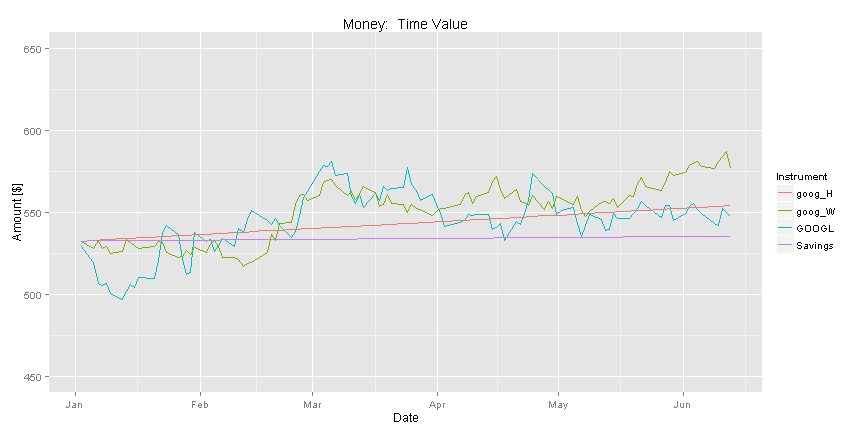 Money:  Time Value
650
600
550
500
450
Amount [$]
Jan
Feb
Mar
Apr
May
Jun
Date
Instrument
goog_H
goog_W
GOOGL
Savings